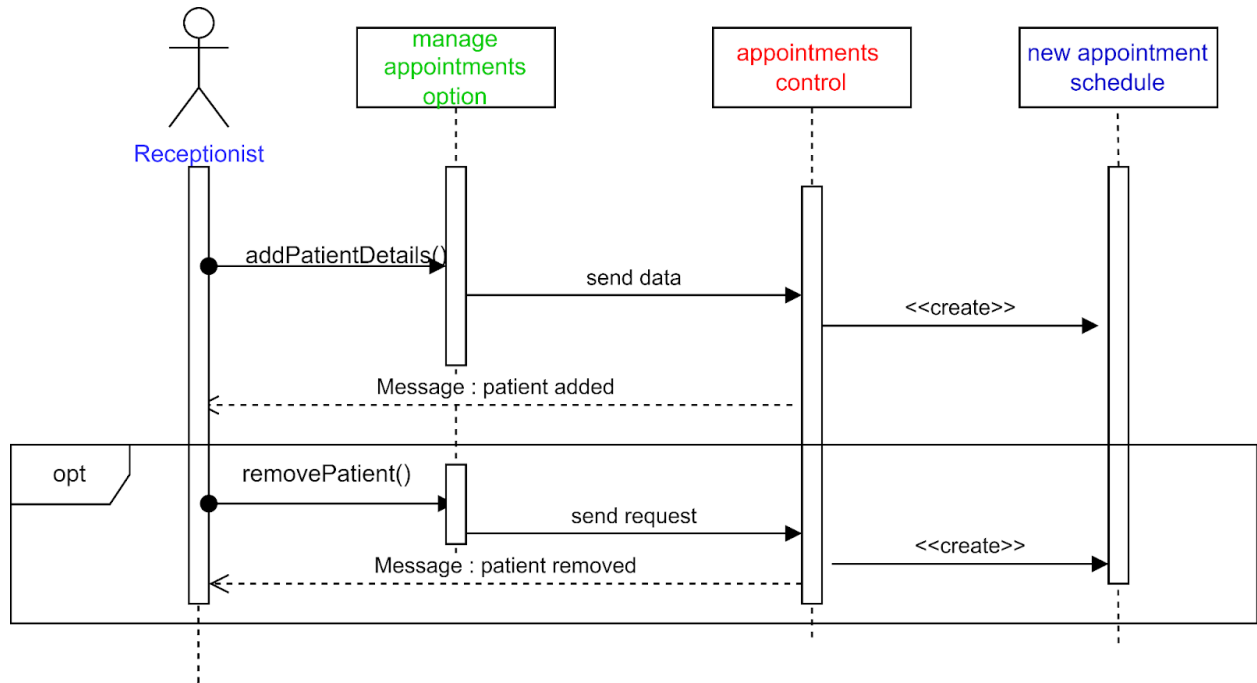 manage
appointments
option
appointments
control
new appointment
schedule
Receptionist
addPatientDetails()
send data
<<create>>
Message : patient added
opt
removePatient()
send request
<<create>>
Message : patient removed